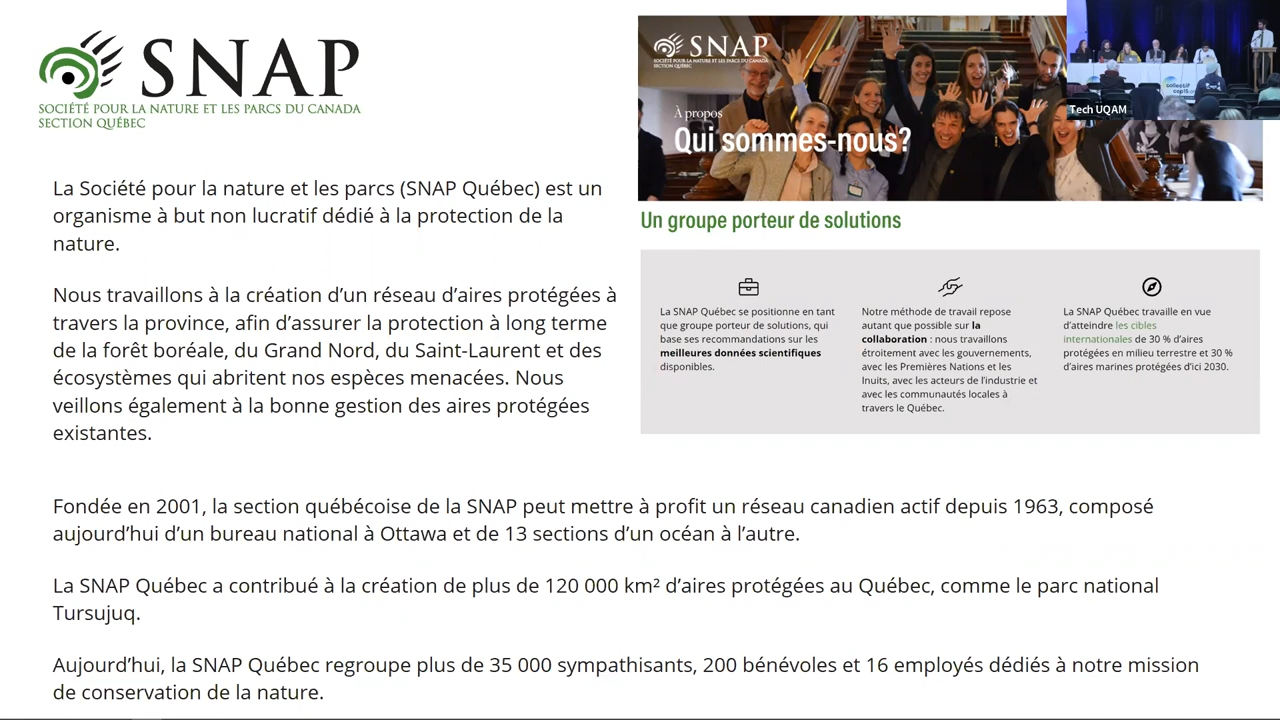 SNAP
SOCIÉTÉ POUR LA NATURE ET LES PARCS DU CANADA
SECTION QUÉBEC
La Société pour la nature et les parcs (SNAP Québec) est un
organisme à but non lucratif dédié à la protection de la
nature.
Nous travaillons à la création d'un réseau d'aires protégées à
travers la province, afin d'assurer la protection à long terme
de la forêt boréale, du Grand Nord, du Saint-Laurent et des
écosystèmes qui abritent nos espèces menacées. Nous
veillons également à la bonne gestion des aires protégées
existantes.
SNAP
SOCIÉTÉ POUR LA NATURE ET LES PARCS DU CANADA
SECTION QUÉBEC
À propos
Qui sommes-nous?
collectif
cop15
Tech UQAM
Un groupe porteur de solutions
La SNAP Québec se positionne en tant
que groupe porteur de solutions, qui
base ses recommandations sur les
meilleures données scientifiques
disponibles.
Notre méthode de travail repose
autant que possible sur la
collaboration : nous travaillons
étroitement avec les gouvernements,
avec les Premières Nations et les
Inuits, avec les acteurs de l'industrie et
avec les communautés locales à
travers le Québec.
La SNAP Québec travaille en vue
d'atteindre les cibles
internationales de 30 % d'aires
protégées en milieu terrestre et 30 %
d'aires marines protégées d'ici 2030.
Fondée en 2001, la section québécoise de la SNAP peut mettre à profit un réseau canadien actif depuis 1963, composé
aujourd'hui d'un bureau national à Ottawa et de 13 sections d'un océan à l'autre.
La SNAP Québec a contribué à la création de plus de 120 000 km² d'aires protégées au Québec, comme le parc national
Tursujuq.
Aujourd'hui, la SNAP Québec regroupe plus de 35 000 sympathisants, 200 bénévoles et 16 employés dédiés à notre mission
de conservation de la nature.